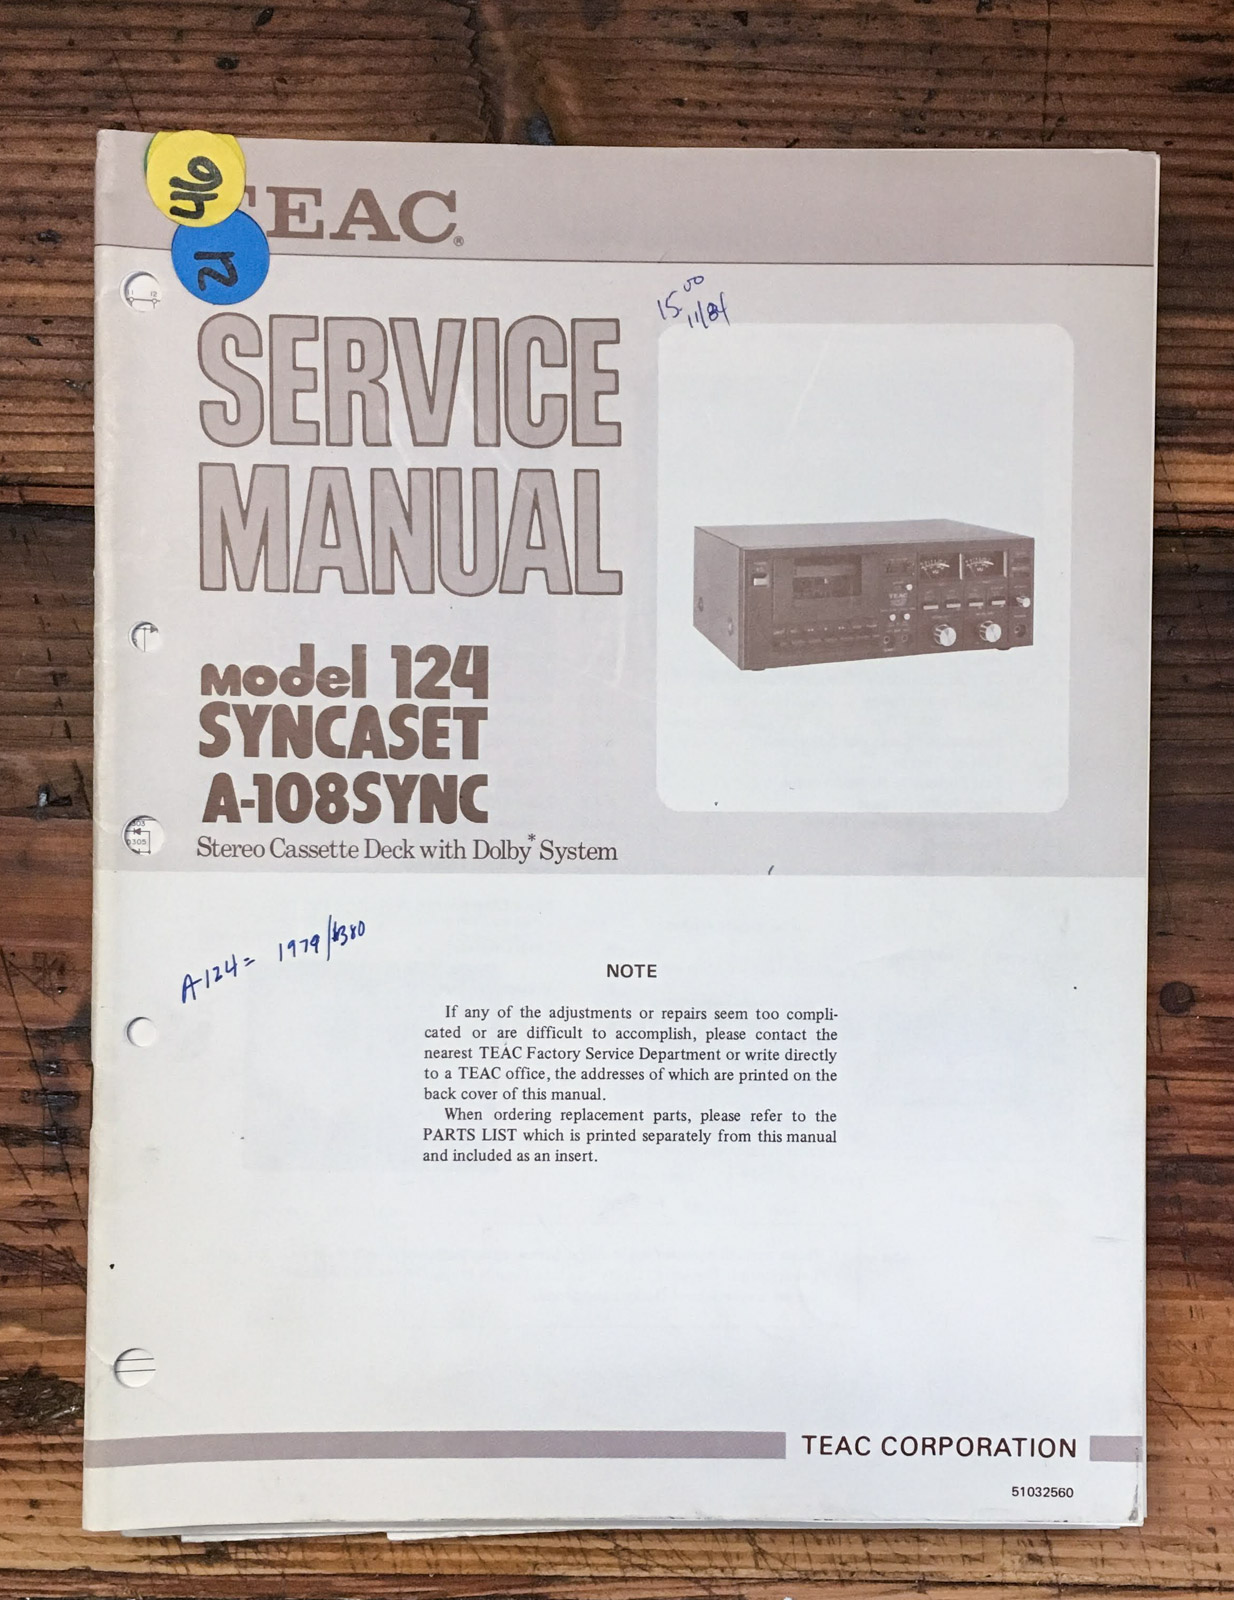 46
TEAC®
12
15.00
11/84
SERVICE
MANUAL
Model 124
SYNCASET
A-108SYNC
Stereo Cassette Deck with Dolby* System
A-124 = 1979/$380
NOTE
If any of the adjustments or repairs seem too compli-
cated or are difficult to accomplish, please contact the
nearest TEAC Factory Service Department or write directly
to a TEAC office, the addresses of which are printed on the
back cover of this manual.
When ordering replacement parts, please refer to the
PARTS LIST which is printed separately from this manual
and included as an insert.
TEAC CORPORATION
51032560